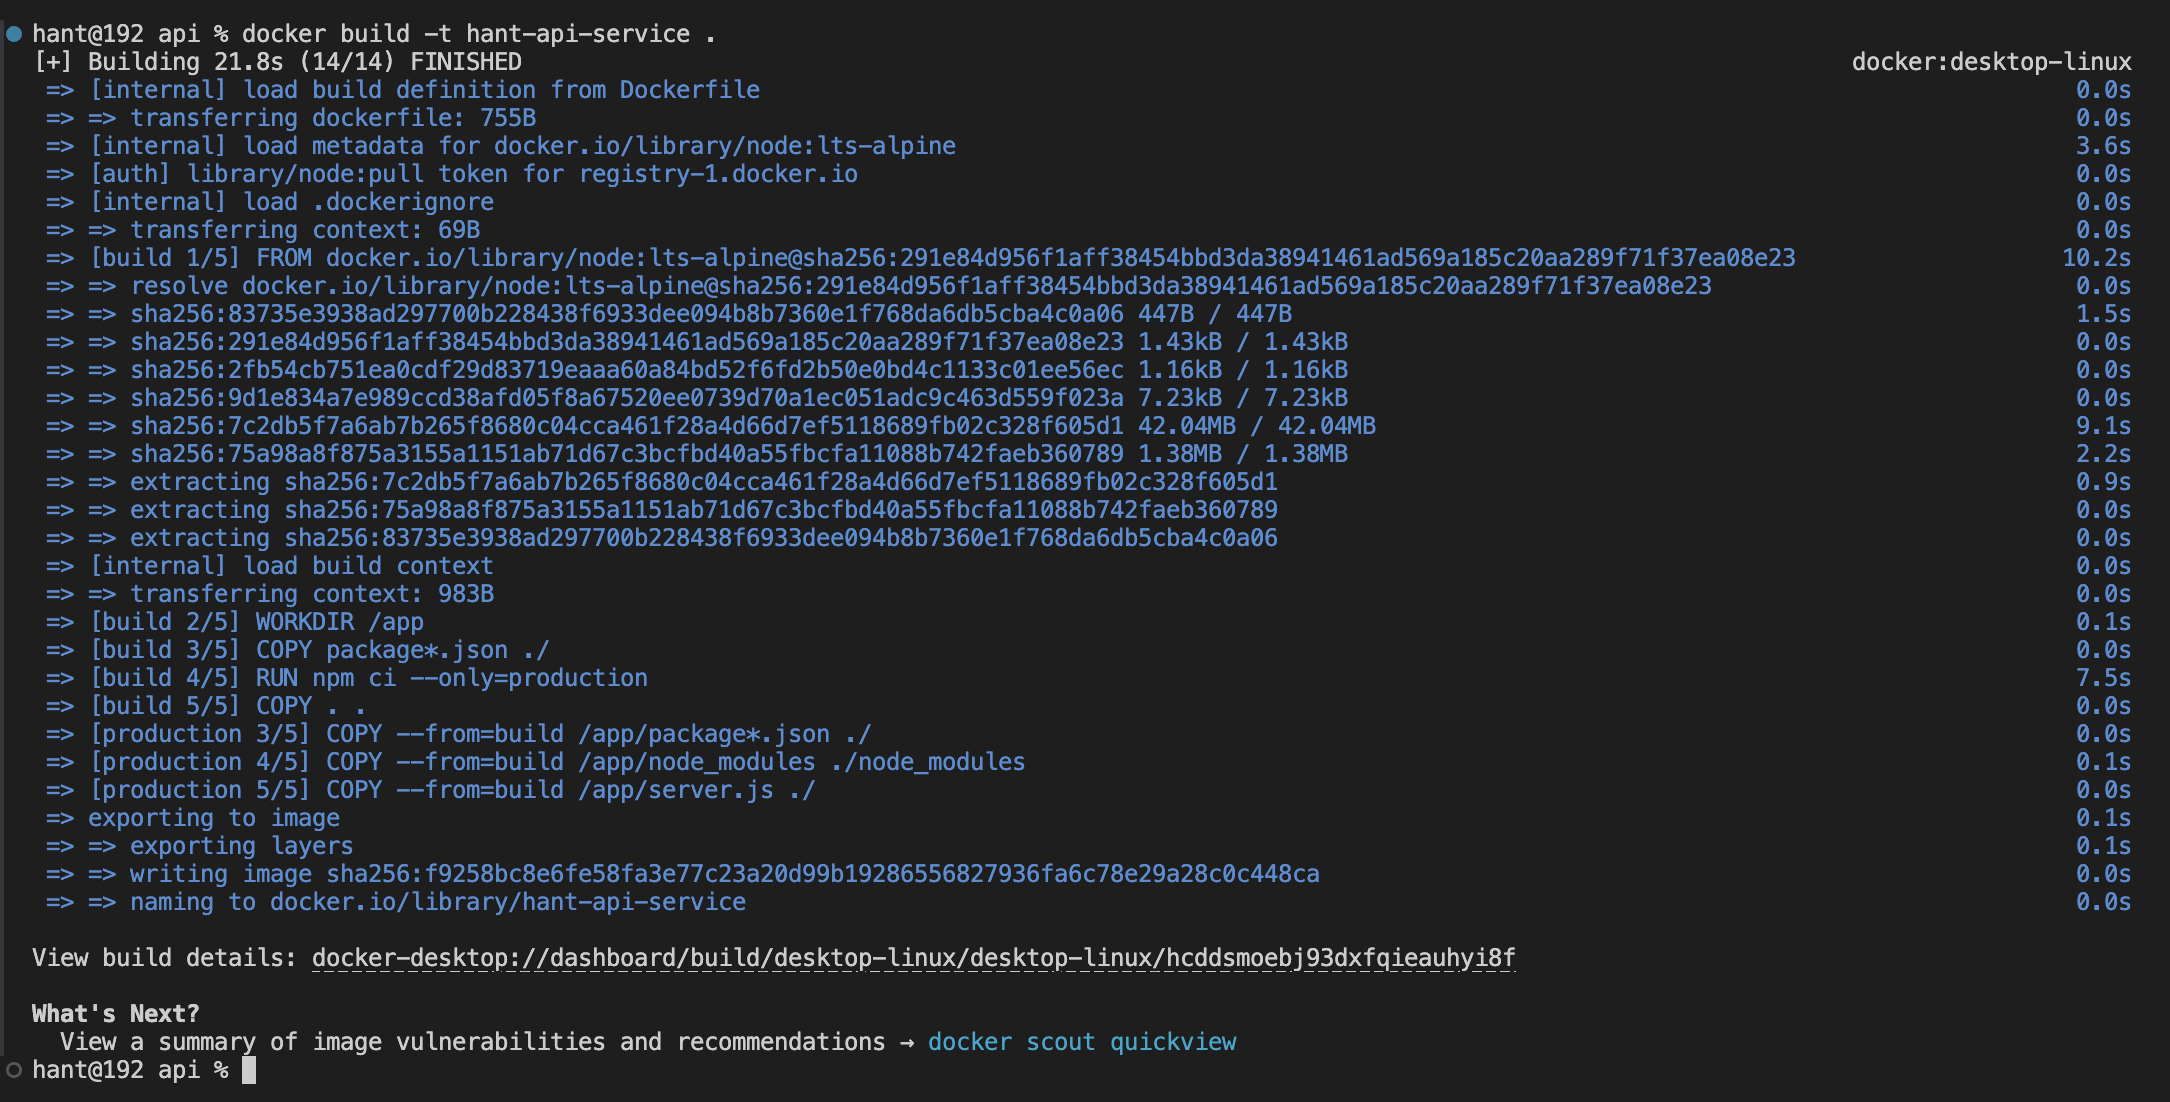 hant@192 api % docker build -t hant-api-service .
[+] Building 21.8s (14/14) FINISHED docker:desktop-linux
=> [internal] load build definition from Dockerfile 0.0s
=> => transferring dockerfile: 755B 0.0s
=> [internal] load metadata for docker.io/library/node:lts-alpine 3.6s
=> [auth] library/node:pull token for registry-1.docker.io 0.0s
=> [internal] load .dockerignore 0.0s
=> => transferring context: 69B 0.0s
=> [build 1/5] FROM docker.io/library/node:lts-alpine@sha256:291e84d956f1aff38454bbd3da38941461ad569a185c20aa289f71f37ea08e23 10.2s
=> => resolve docker.io/library/node:lts-alpine@sha256:291e84d956f1aff38454bbd3da38941461ad569a185c20aa289f71f37ea08e23 0.0s
=> => sha256:83735e3938ad297700b228438f6933dee094b8b7360e1f768da6db5cba4c0a06 447B / 447B 1.5s
=> => sha256:291e84d956f1aff38454bbd3da38941461ad569a185c20aa289f71f37ea08e23 1.43kB / 1.43kB 0.0s
=> => sha256:2fb54cb751ea0cdf29d83719eaaa60a84bd52f6fd2b50e0bd4c1133c01ee56ec 1.16kB / 1.16kB 0.0s
=> => sha256:9d1e834a7e989ccd38afd05f8a67520ee0739d70a1ec051adc9c463d559f023a 7.23kB / 7.23kB 0.0s
=> => sha256:7c2db5f7a6ab7b265f8680c04cca461f28a4d66d7ef5118689fb02c328f605d1 42.04MB / 42.04MB 9.1s
=> => sha256:75a98a8f875a3155a1151ab71d67c3bcfbd40a55fbcfa11088b742faeb360789 1.38MB / 1.38MB 2.2s
=> => extracting sha256:7c2db5f7a6ab7b265f8680c04cca461f28a4d66d7ef5118689fb02c328f605d1 0.9s
=> => extracting sha256:75a98a8f875a3155a1151ab71d67c3bcfbd40a55fbcfa11088b742faeb360789 0.0s
=> => extracting sha256:83735e3938ad297700b228438f6933dee094b8b7360e1f768da6db5cba4c0a06 0.0s
=> [internal] load build context 0.0s
=> => transferring context: 983B 0.0s
=> [build 2/5] WORKDIR /app 0.1s
=> [build 3/5] COPY package*.json ./ 0.0s
=> [build 4/5] RUN npm ci --only=production 7.5s
=> [build 5/5] COPY . . 0.0s
=> [production 3/5] COPY --from=build /app/package*.json ./ 0.0s
=> [production 4/5] COPY --from=build /app/node_modules ./node_modules 0.1s
=> [production 5/5] COPY --from=build /app/server.js ./ 0.0s
=> exporting to image 0.1s
=> => exporting layers 0.1s
=> => writing image sha256:f9258bc8e6fe58fa3e77c23a20d99b19286556827936fa6c78e29a28c0c448ca 0.0s
=> => naming to docker.io/library/hant-api-service 0.0s
View build details: docker-desktop://dashboard/build/desktop-linux/desktop-linux/hcddsmoebj93dxfqieauhyi8f
What's Next?
View a summary of image vulnerabilities and recommendations → docker scout quickview
hant@192 api %